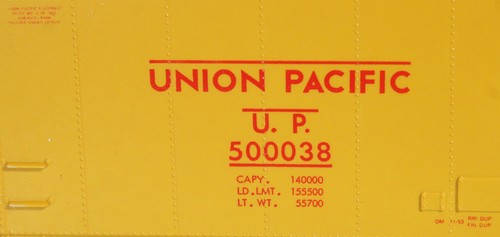 UNION PACIFIC
U. P.
500038
CAPY. 140000
LD. LMT. 155500
LT. WT. 55700